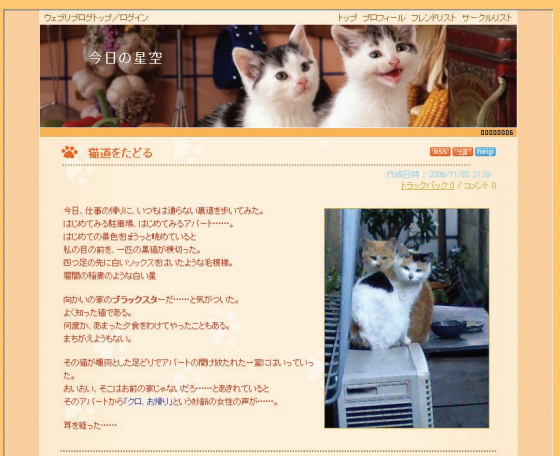 ウェブリブログトップ/ログイン
トップ プロフィール フレンドリスト サークルリスト
今日の星空
00000006
猫道をたどる
RSS
help
作成日時：2006/11/03 21:39
トラックバック 0 / コメント 0
今日、仕事の帰りに、いつもは通らない裏道を歩いてみた。
はじめてみる駐車場、はじめてみるアパート……。
はじめての景色をぼうっと眺めていると
私の目の前を、一匹の黒猫が横切った。
四つ足の先に白いソックスをはいたような毛模様。
眉間の稲妻のような白い星
向かいの家のブラックスターだ……と気がついた。
よく知った猫である。
何度か、あまった夕食をわけてやったこともある。
まちがえようもない。
その猫が颯爽とした足どりでアパートの開け放たれた一室にはいっていっ
た。
おいおい、そこはお前の家じゃないだろ……とあきれていると
そのアパートから「クロ、お帰り」という妙齢の女性の声が……。
耳を疑った……